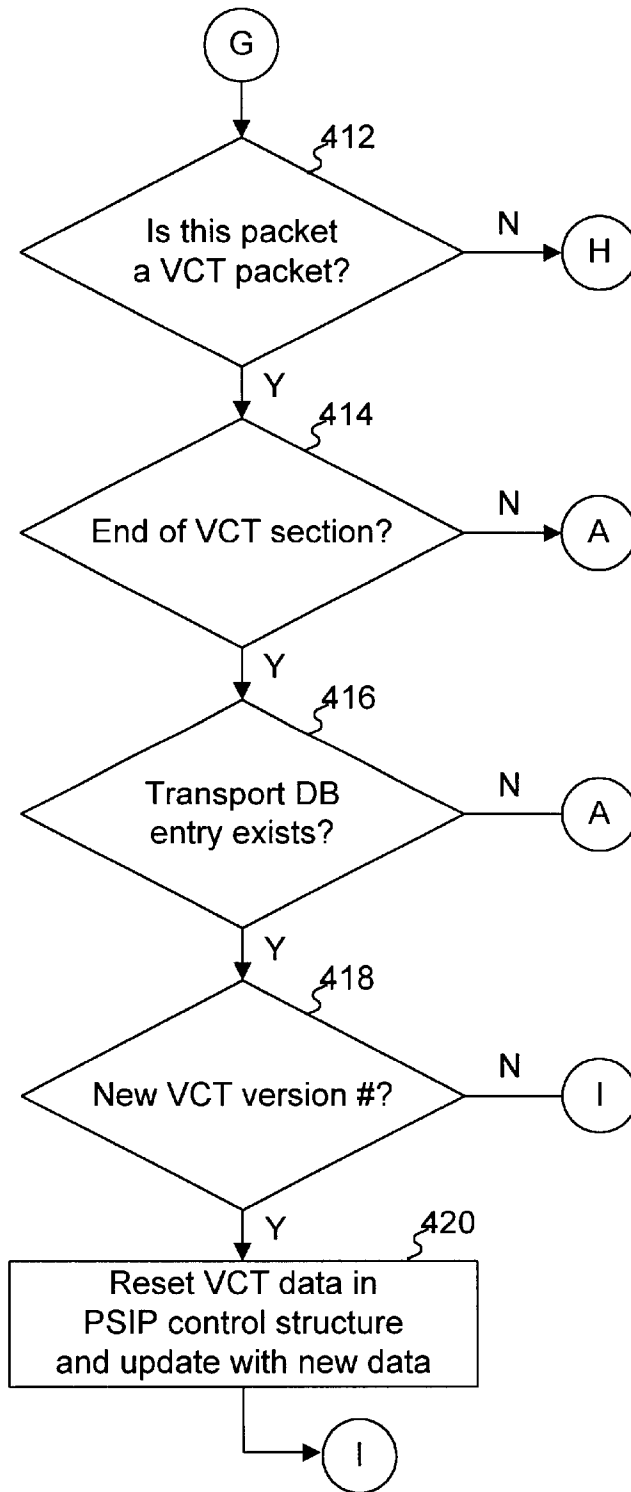 G
412
Is this packet
a VCT packet?
N
H
Y
414
End of VCT section?
N
A
Y
416
Transport DB
entry exists?
N
A
Y
418
New VCT version #?
N
I
Y
420
Reset VCT data in
PSIP control structure
and update with new data
I